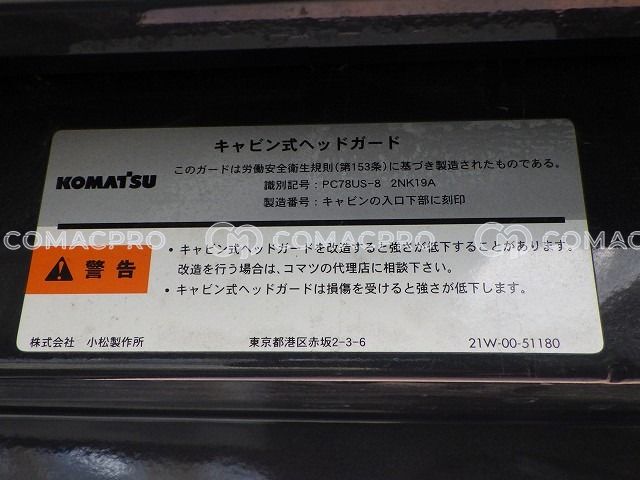 キャビン式ヘッドガード
このガードは労働安全衛生規則(第153条)に基づき製造されたものである。
KOMATSU
識別記号：PC78US-8 2NK19A
製造番号：キャビンの入口下部に刻印
COMACPRO COMACPRO COMACPRO
警告
・キャビン式ヘッドガードを改造すると強さが低下することがあります。
改造を行う場合は、コマツの代理店に相談下さい。
・キャビン式ヘッドガードは損傷を受けると強さが低下します。
株式会社 小松製作所 東京都港区赤坂2-3-6 21W-00-51180